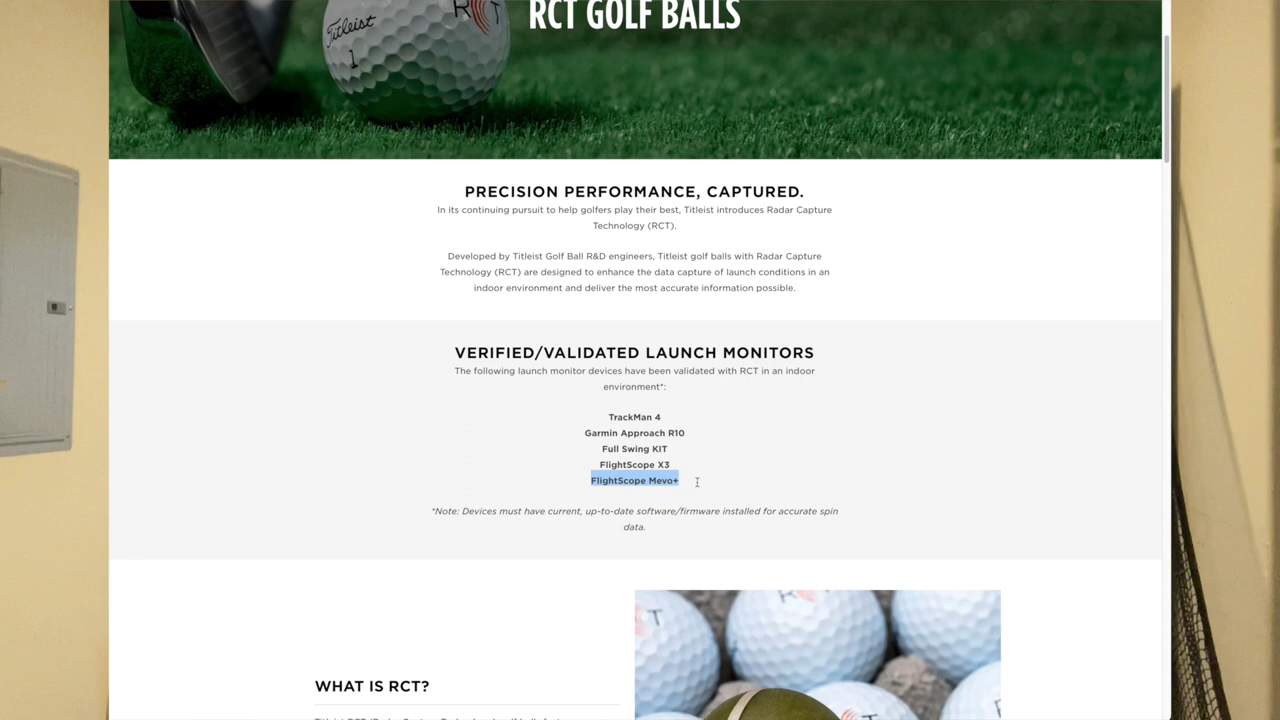 RCT GOLF BALLS
Titleist
R T
1
PRECISION PERFORMANCE, CAPTURED.
In its continuing pursuit to help golfers play their best, Titleist introduces Radar Capture
Technology (RCT).
Developed by Titleist Golf Ball R&D engineers, Titleist golf balls with Radar Capture
Technology (RCT) are designed to enhance the data capture of launch conditions in an
indoor environment and deliver the most accurate information possible.
VERIFIED/VALIDATED LAUNCH MONITORS
The following launch monitor devices have been validated with RCT in an indoor
environment*:
TrackMan 4
Garmin Approach R10
Full Swing KIT
FlightScope X3
FlightScope Mevo+
*Note: Devices must have current, up-to-date software/firmware installed for accurate spin
data.
WHAT IS RCT?